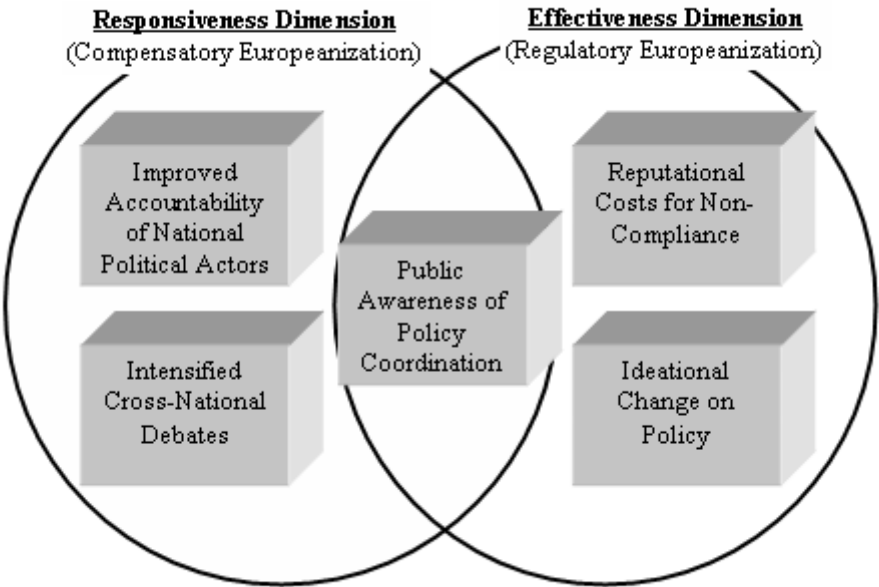 Responsiveness Dimension
(Compensatory Europeanization)
Effectiveness Dimension
(Regulatory Europeanization)
Improved
Accountability
of National
Political Actors
Intensified
Cross-National
Debates
Public
Awareness of
Policy
Coordination
Reputational
Costs for Non-
Compliance
Ideational
Change on
Policy